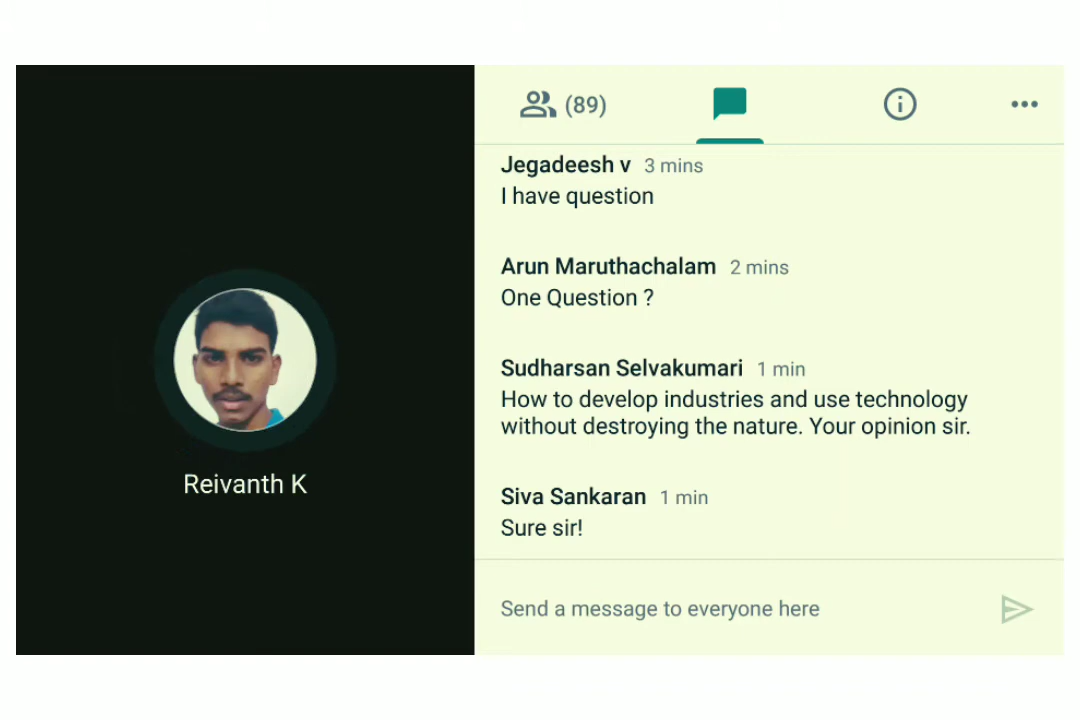 (89)
Jegadeesh v 3 mins
I have question
Arun Maruthachalam 2 mins
One Question ?
Sudharsan Selvakumari 1 min
How to develop industries and use technology
without destroying the nature. Your opinion sir.
Siva Sankaran 1 min
Sure sir!
Send a message to everyone here
Reivanth K